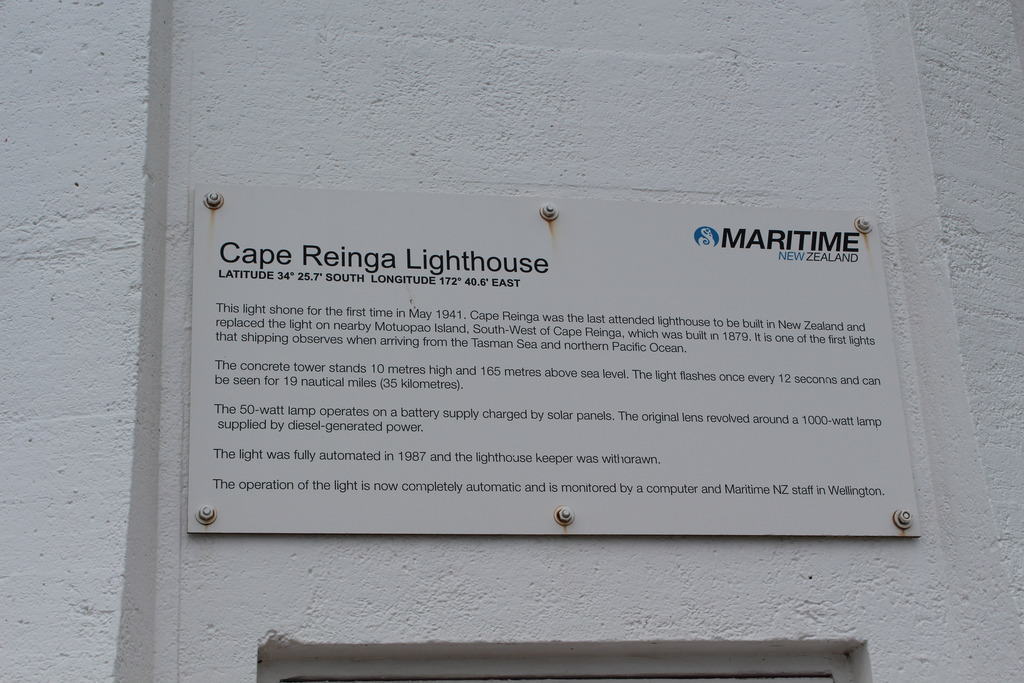 MARITIME
NEW ZEALAND
Cape Reinga Lighthouse
LATITUDE 34° 25.7' SOUTH LONGITUDE 172° 40.6' EAST
This light shone for the first time in May 1941. Cape Reinga was the last attended lighthouse to be built in New Zealand and
replaced the light on nearby Motuopao Island, South-West of Cape Reinga, which was built in 1879. It is one of the first lights
that shipping observes when arriving from the Tasman Sea and northern Pacific Ocean.
The concrete tower stands 10 metres high and 165 metres above sea level. The light flashes once every 12 seconds and can
be seen for 19 nautical miles (35 kilometres).
The 50-watt lamp operates on a battery supply charged by solar panels. The original lens revolved around a 1000-watt lamp
supplied by diesel-generated power.
The light was fully automated in 1987 and the lighthouse keeper was withdrawn.
The operation of the light is now completely automatic and is monitored by a computer and Maritime NZ staff in Wellington.